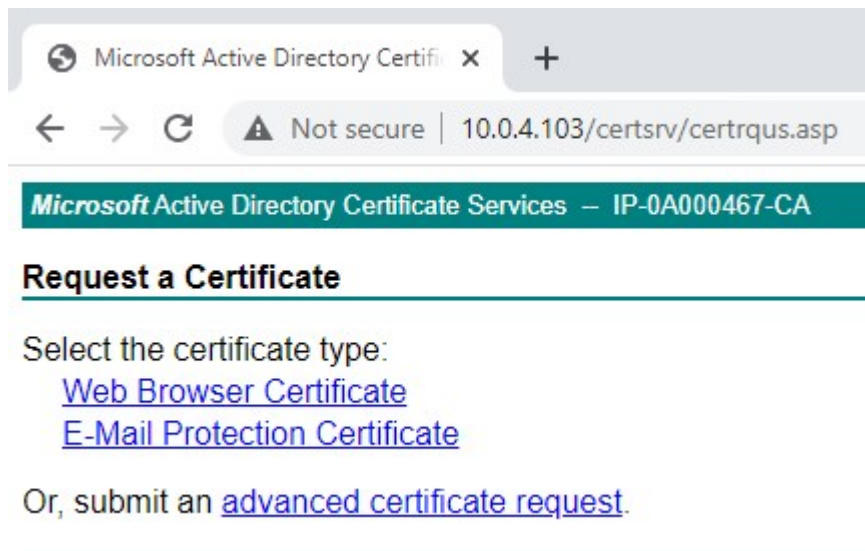 Microsoft Active Directory Certifi
Not secure | 10.0.4.103/certsrv/certrqus.asp
Microsoft Active Directory Certificate Services -- IP-0A000467-CA
Request a Certificate
Select the certificate type:
Web Browser Certificate
E-Mail Protection Certificate
Or, submit an advanced certificate request.